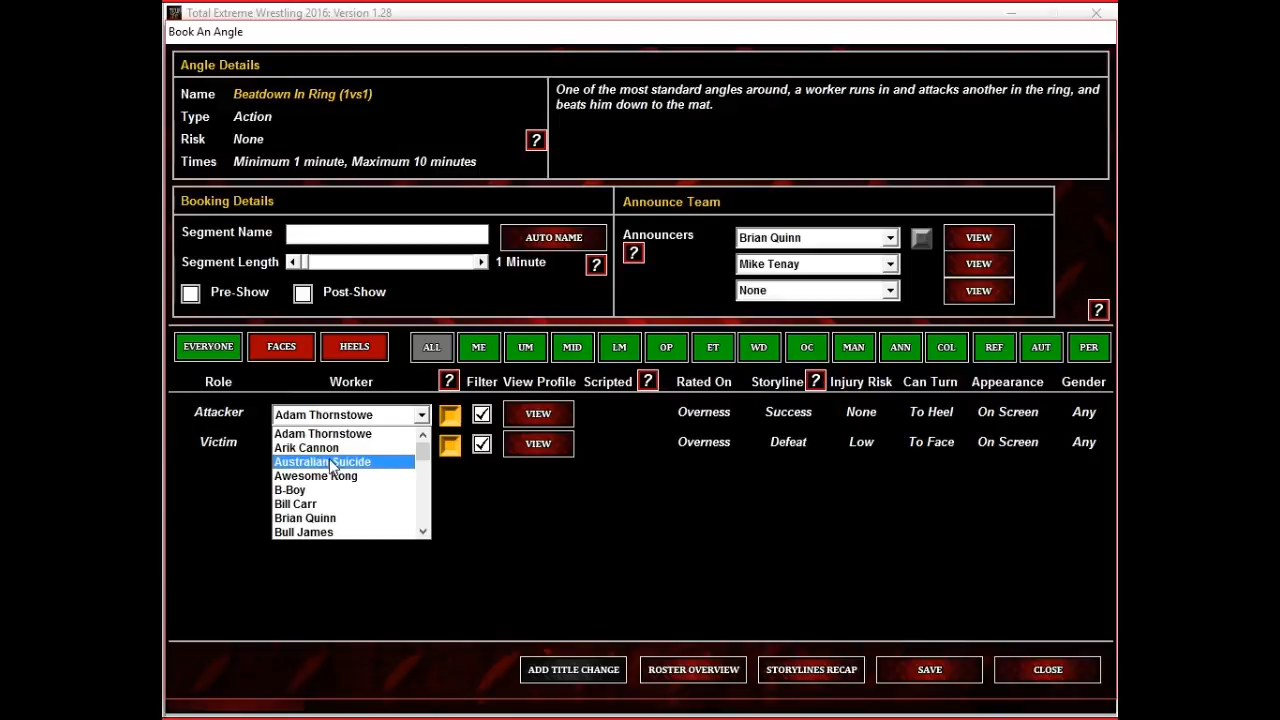 Total Extreme Wrestling 2016: Version 1.28
Book An Angle
Angle Details
Name Beatdown In Ring (1vs1)
Type Action
Risk None
?
Times Minimum 1 minute, Maximum 10 minutes
One of the most standard angles around, a worker runs in and attacks another in the ring, and
beats him down to the mat.
Booking Details
Segment Name AUTO NAME
Segment Length 1 Minute ?
Pre-Show Post-Show
Announce Team
Announcers Brian Quinn VIEW
? Mike Tenay VIEW
None VIEW
?
EVERYONE FACES HEELS ALL ME UM MID LM OP ET WD OC MAN ANN COL REF AUT PER
Role Worker ? Filter View Profile Scripted ? Rated On Storyline ? Injury Risk Can Turn Appearance Gender
Attacker Adam Thornstowe VIEW Overness Success None To Heel On Screen Any
Victim VIEW Overness Defeat Low To Face On Screen Any
Adam Thornstowe
Arik Cannon
Australian Suicide
Awesome Kong
B-Boy
Bill Carr
Brian Quinn
Bull James
ADD TITLE CHANGE ROSTER OVERVIEW STORYLINES RECAP SAVE CLOSE